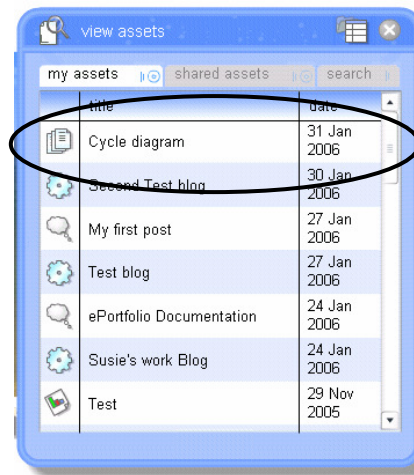 view assets
my assets shared assets search
title date
Cycle diagram 31 Jan
2006
Second Test blog 30 Jan
2006
My first post 27 Jan
2006
Test blog 27 Jan
2006
ePortfolio Documentation 24 Jan
2006
Susie's work Blog 24 Jan
2006
Test 29 Nov
2005